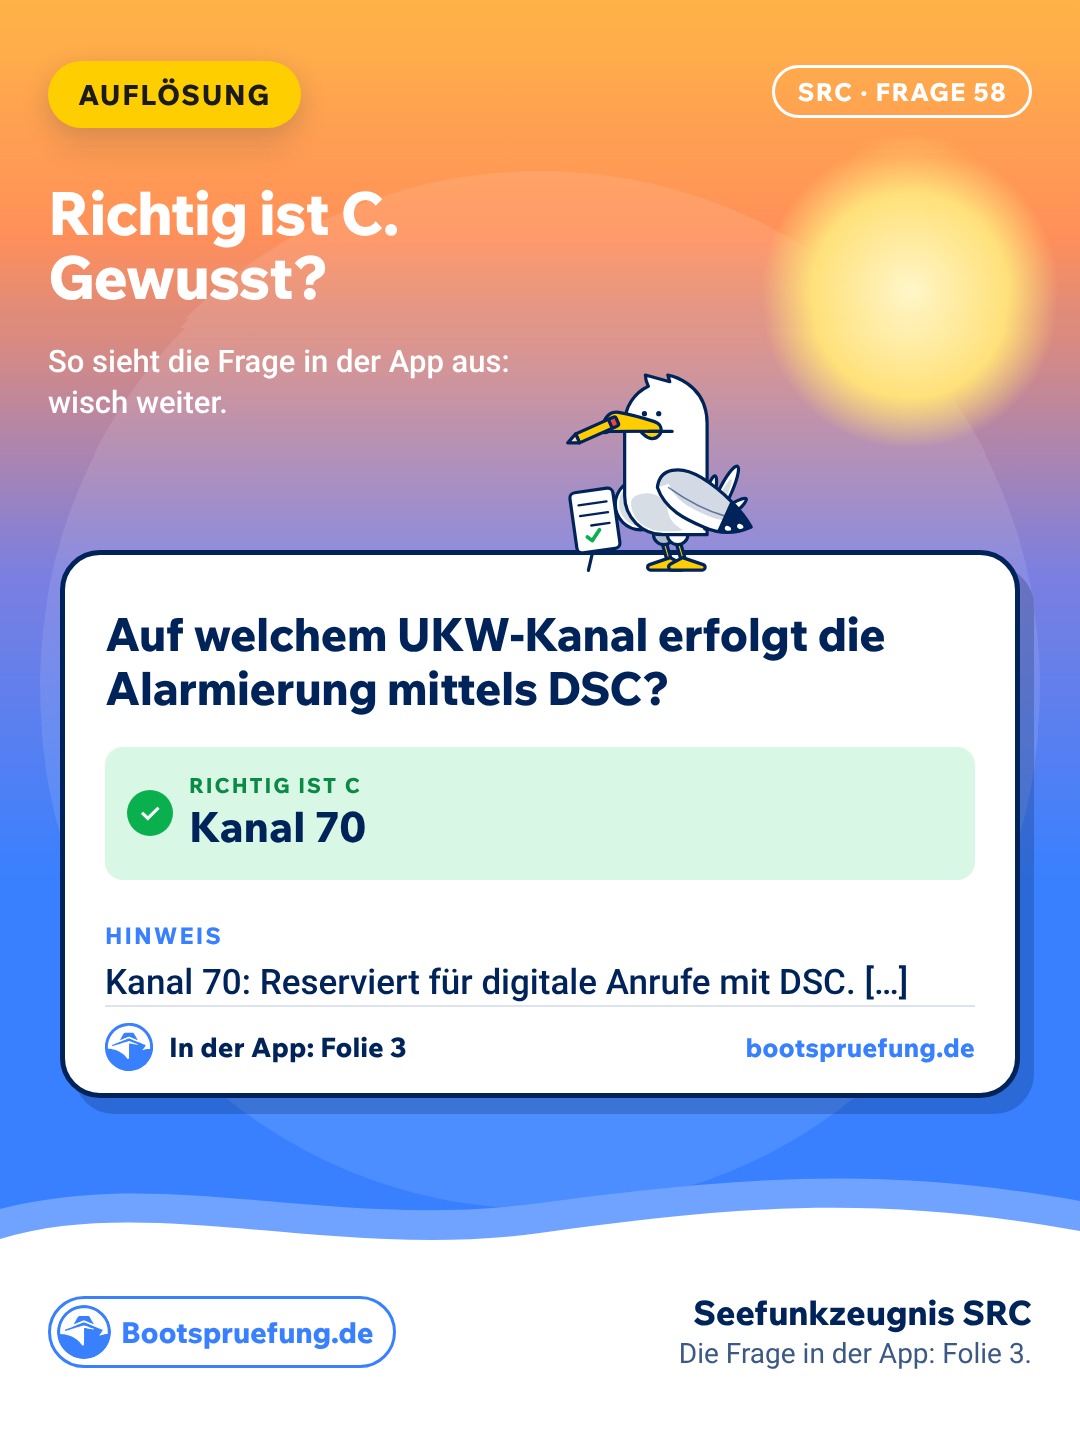 AUFLÖSUNG
SRC · FRAGE 58
Richtig ist C.
Gewusst?
So sieht die Frage in der App aus:
wisch weiter.
Auf welchem UKW-Kanal erfolgt die
Alarmierung mittels DSC?
RICHTIG IST C
Kanal 70
HINWEIS
Kanal 70: Reserviert für digitale Anrufe mit DSC. [...]
In der App: Folie 3
bootspruefung.de
Bootspruefung.de
Seefunkzeugnis SRC
Die Frage in der App: Folie 3.